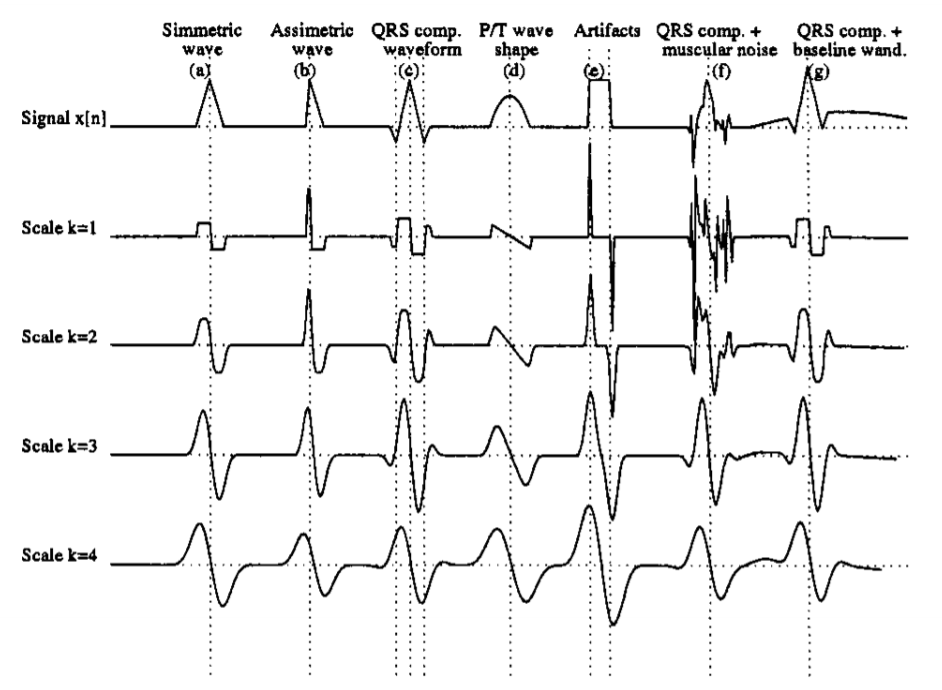 Simmetric Assimetric QRS comp. P/T wave Artifacts QRS comp. + QRS comp. +
wave wave waveform shape muscular noise baseline wand.
(a) (b) (c) (d) (e) (f) (g)
Signal x[n]
Scale k=1
Scale k=2
Scale k=3
Scale k=4